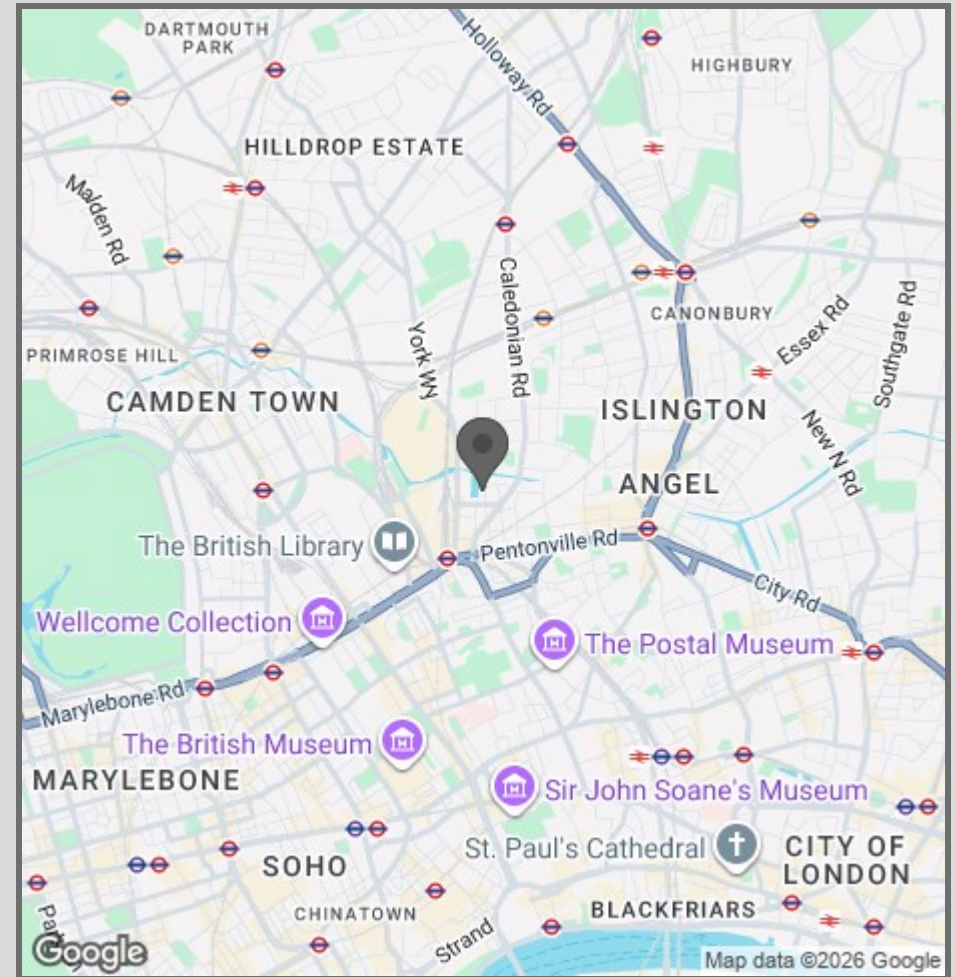 DARTMOUTH
PARK
Holloway Rd
HIGHBURY
HILLDROP ESTATE
Malden Rd
Caledonian Rd
CANONBURY
Essex Rd
Southgate Rd
PRIMROSE HILL
York Wy
CAMDEN TOWN
ISLINGTON
New N Rd
ANGEL
The British Library
Pentonville Rd
City Rd
Wellcome Collection
The Postal Museum
Marylebone Rd
The British Museum
MARYLEBONE
Sir John Soane's Museum
St. Paul's Cathedral
CITY OF
LONDON
SOHO
CHINATOWN
BLACKFRIARS
Strand
Google
Map data ©2026 Google